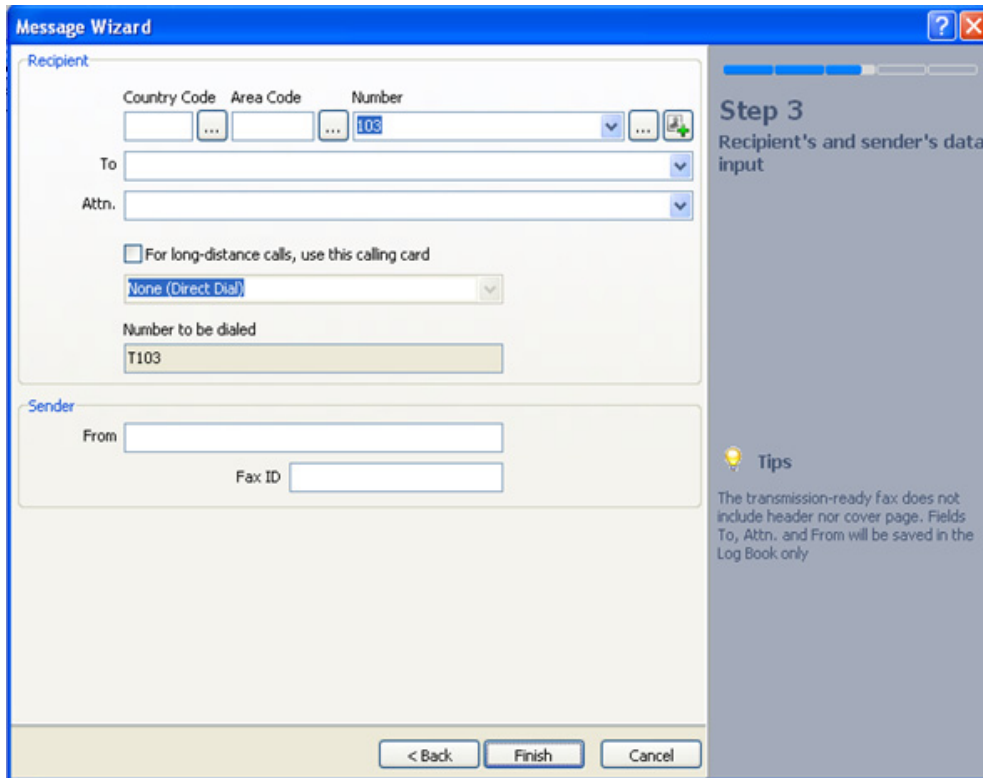 Message Wizard
Recipient
Country Code Area Code Number
... ... 103 ...
To
Attn.
For long-distance calls, use this calling card
None (Direct Dial)
Number to be dialed
T103
Sender
From
Fax ID
< Back Finish Cancel
Step 3
Recipient's and sender's data
input
Tips
The transmission-ready fax does not
include header nor cover page. Fields
To, Attn. and From will be saved in the
Log Book only